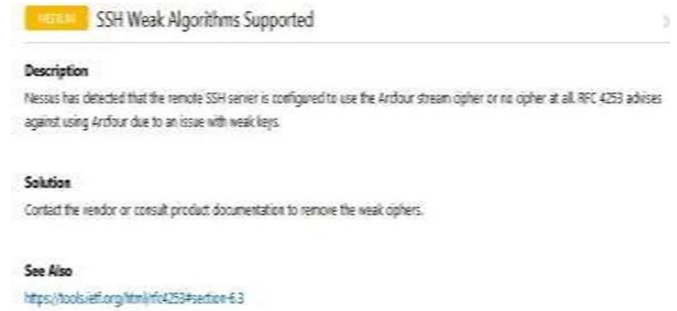 MEDIUM SSH Weak Algorithms Supported
Description
Nessus has detected that the remote SSH server is configured to use the Arcfour stream cipher or no cipher at all. RFC 4253 advises
against using Arcfour due to an issue with weak keys.
Solution
Contact the vendor or consult product documentation to remove the weak ciphers.
See Also
https://tools.ietf.org/html/rfc4253#section-6.3